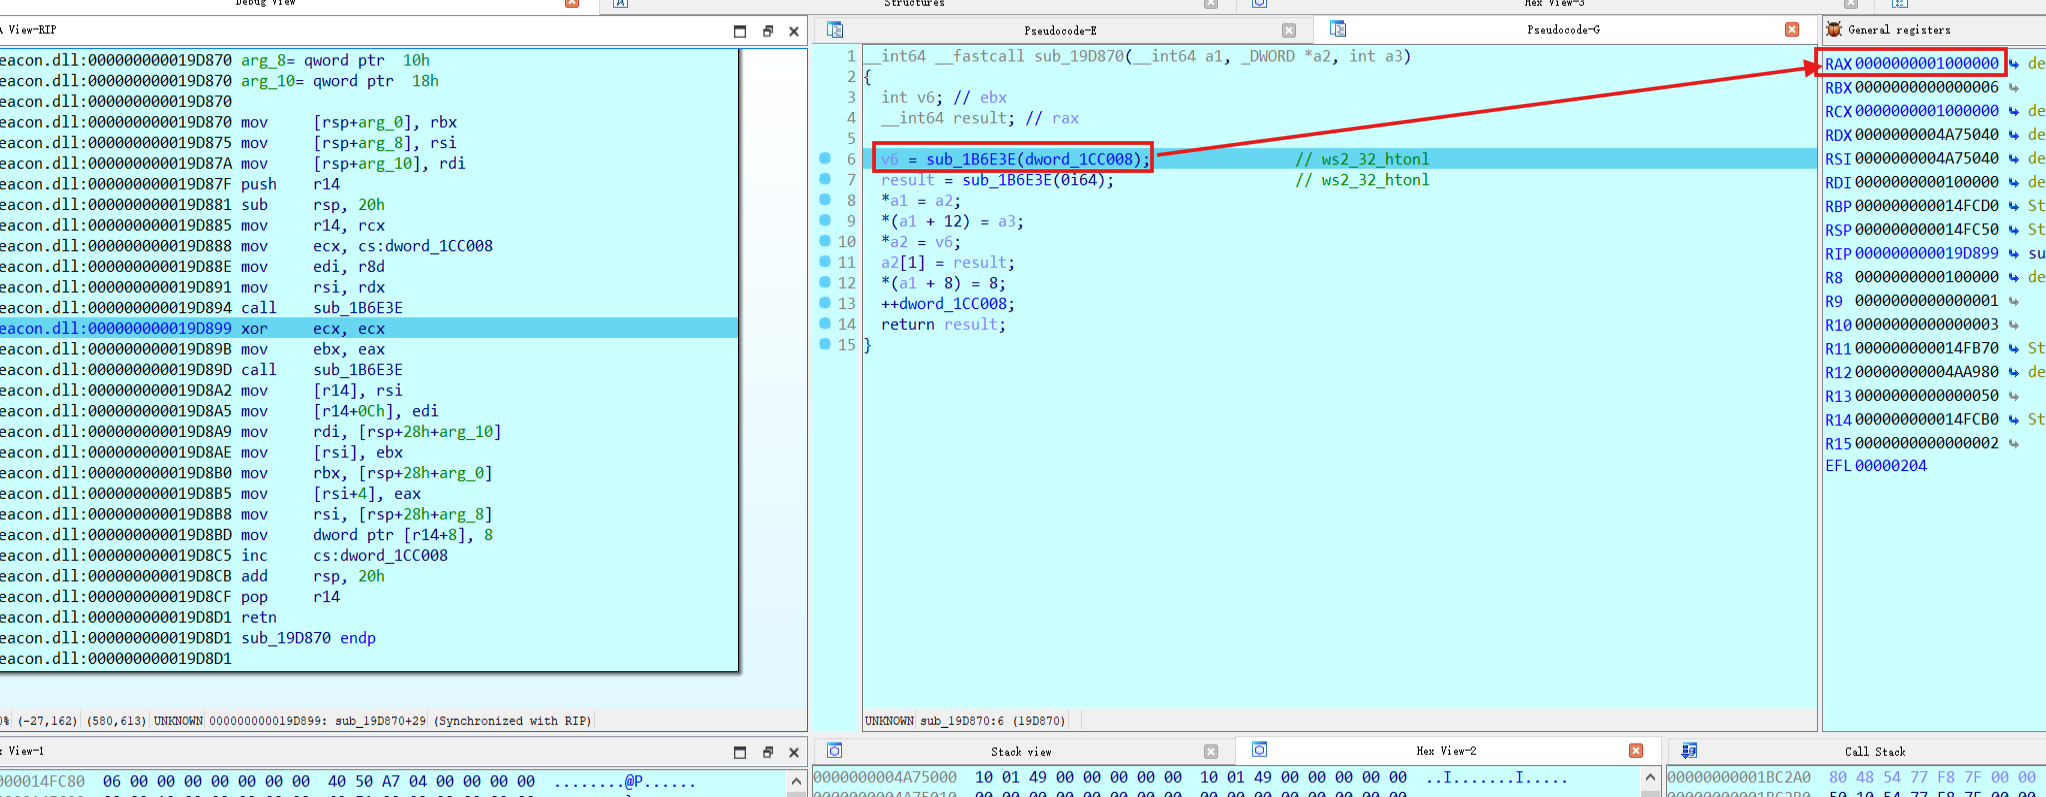 Debug View
Structures
Hex View-3
A View-RIP
Pseudocode-E
Pseudocode-G
General registers
eacon.dll:000000000019D870 arg_8= qword ptr  10h
eacon.dll:000000000019D870 arg_10= qword ptr  18h
eacon.dll:000000000019D870
eacon.dll:000000000019D870 mov     [rsp+arg_0], rbx
eacon.dll:000000000019D875 mov     [rsp+arg_8], rsi
eacon.dll:000000000019D87A mov     [rsp+arg_10], rdi
eacon.dll:000000000019D87F push    r14
eacon.dll:000000000019D881 sub     rsp, 20h
eacon.dll:000000000019D885 mov     r14, rcx
eacon.dll:000000000019D888 mov     ecx, cs:dword_1CC008
eacon.dll:000000000019D88E mov     edi, r8d
eacon.dll:000000000019D891 mov     rsi, rdx
eacon.dll:000000000019D894 call    sub_1B6E3E
eacon.dll:000000000019D899 xor     ecx, ecx
eacon.dll:000000000019D89B mov     ebx, eax
eacon.dll:000000000019D89D call    sub_1B6E3E
eacon.dll:000000000019D8A2 mov     [r14], rsi
eacon.dll:000000000019D8A5 mov     [r14+0Ch], edi
eacon.dll:000000000019D8A9 mov     rdi, [rsp+28h+arg_10]
eacon.dll:000000000019D8AE mov     [rsi], ebx
eacon.dll:000000000019D8B0 mov     rbx, [rsp+28h+arg_0]
eacon.dll:000000000019D8B5 mov     [rsi+4], eax
eacon.dll:000000000019D8B8 mov     rsi, [rsp+28h+arg_8]
eacon.dll:000000000019D8BD mov     dword ptr [r14+8], 8
eacon.dll:000000000019D8C5 inc     cs:dword_1CC008
eacon.dll:000000000019D8CB add     rsp, 20h
eacon.dll:000000000019D8CF pop     r14
eacon.dll:000000000019D8D1 retn
eacon.dll:000000000019D8D1 sub_19D870 endp
eacon.dll:000000000019D8D1
0% (-27,162) (580,613) UNKNOWN 000000000019D899: sub_19D870+29 (Synchronized with RIP)
1 __int64 __fastcall sub_19D870(__int64 a1, _DWORD *a2, int a3)
2 {
3   int v6; // ebx
4   __int64 result; // rax
5
6   v6 = sub_1B6E3E(dword_1CC008);                // ws2_32_htonl
7   result = sub_1B6E3E(0i64);                    // ws2_32_htonl
8   *a1 = a2;
9   *(a1 + 12) = a3;
10   *a2 = v6;
11   a2[1] = result;
12   *(a1 + 8) = 8;
13   ++dword_1CC008;
14   return result;
15 }
UNKNOWN sub_19D870:6 (19D870)
RAX 0000000001000000 de
RBX 0000000000000006
RCX 0000000001000000 de
RDX 0000000004A75040 de
RSI 0000000004A75040 de
RDI 0000000000100000 de
RBP 000000000014FCD0 St
RSP 000000000014FC50 St
RIP 000000000019D899 su
R8 0000000000100000 de
R9 0000000000000001
R10 0000000000000003
R11 000000000014FB70 St
R12 00000000004AA980 de
R13 0000000000000050
R14 000000000014FCB0 St
R15 0000000000000002
EFL 00000204
x View-1
Stack view
Hex View-2
Call Stack
000014FC80  06 00 00 00 00 00 00 00  40 50 A7 04 00 00 00 00  ........@P......
0000000004A75000  10 01 49 00 00 00 00 00  10 01 49 00 00 00 00 00  ..I.......I.....
00000000001BC2A0  80 48 54 77 F8 7F 00 00